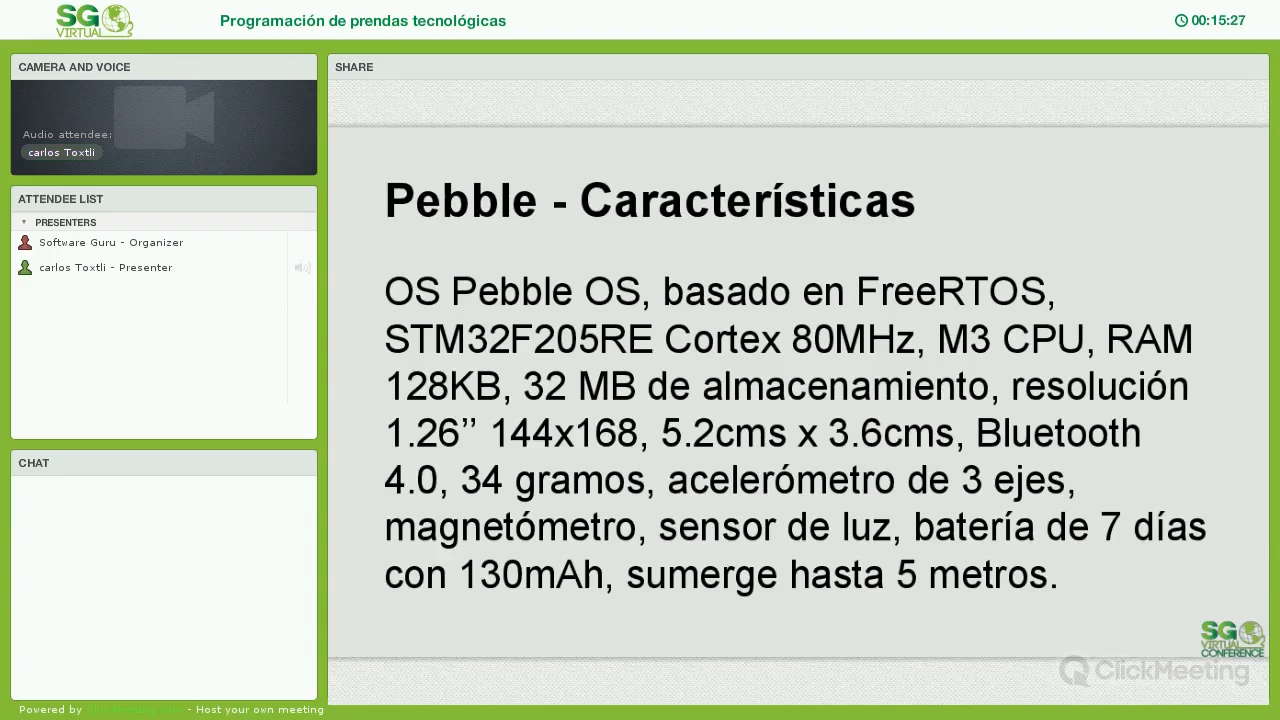 SG
VIRTUAL
Programación de prendas tecnológicas
00:15:27
CAMERA AND VOICE
Audio attendee:
carlos Toxtli
ATTENDEE LIST
PRESENTERS
Software Guru - Organizer
carlos Toxtli - Presenter
CHAT
SHARE
Pebble - Características
OS Pebble OS, basado en FreeRTOS,
STM32F205RE Cortex 80MHz, M3 CPU, RAM
128KB, 32 MB de almacenamiento, resolución
1.26’’ 144x168, 5.2cms x 3.6cms, Bluetooth
4.0, 34 gramos, acelerómetro de 3 ejes,
magnetómetro, sensor de luz, batería de 7 días
con 130mAh, sumerge hasta 5 metros.
SG
VIRTUAL
CONFERENCE
ClickMeeting
Powered by - Host your own meeting